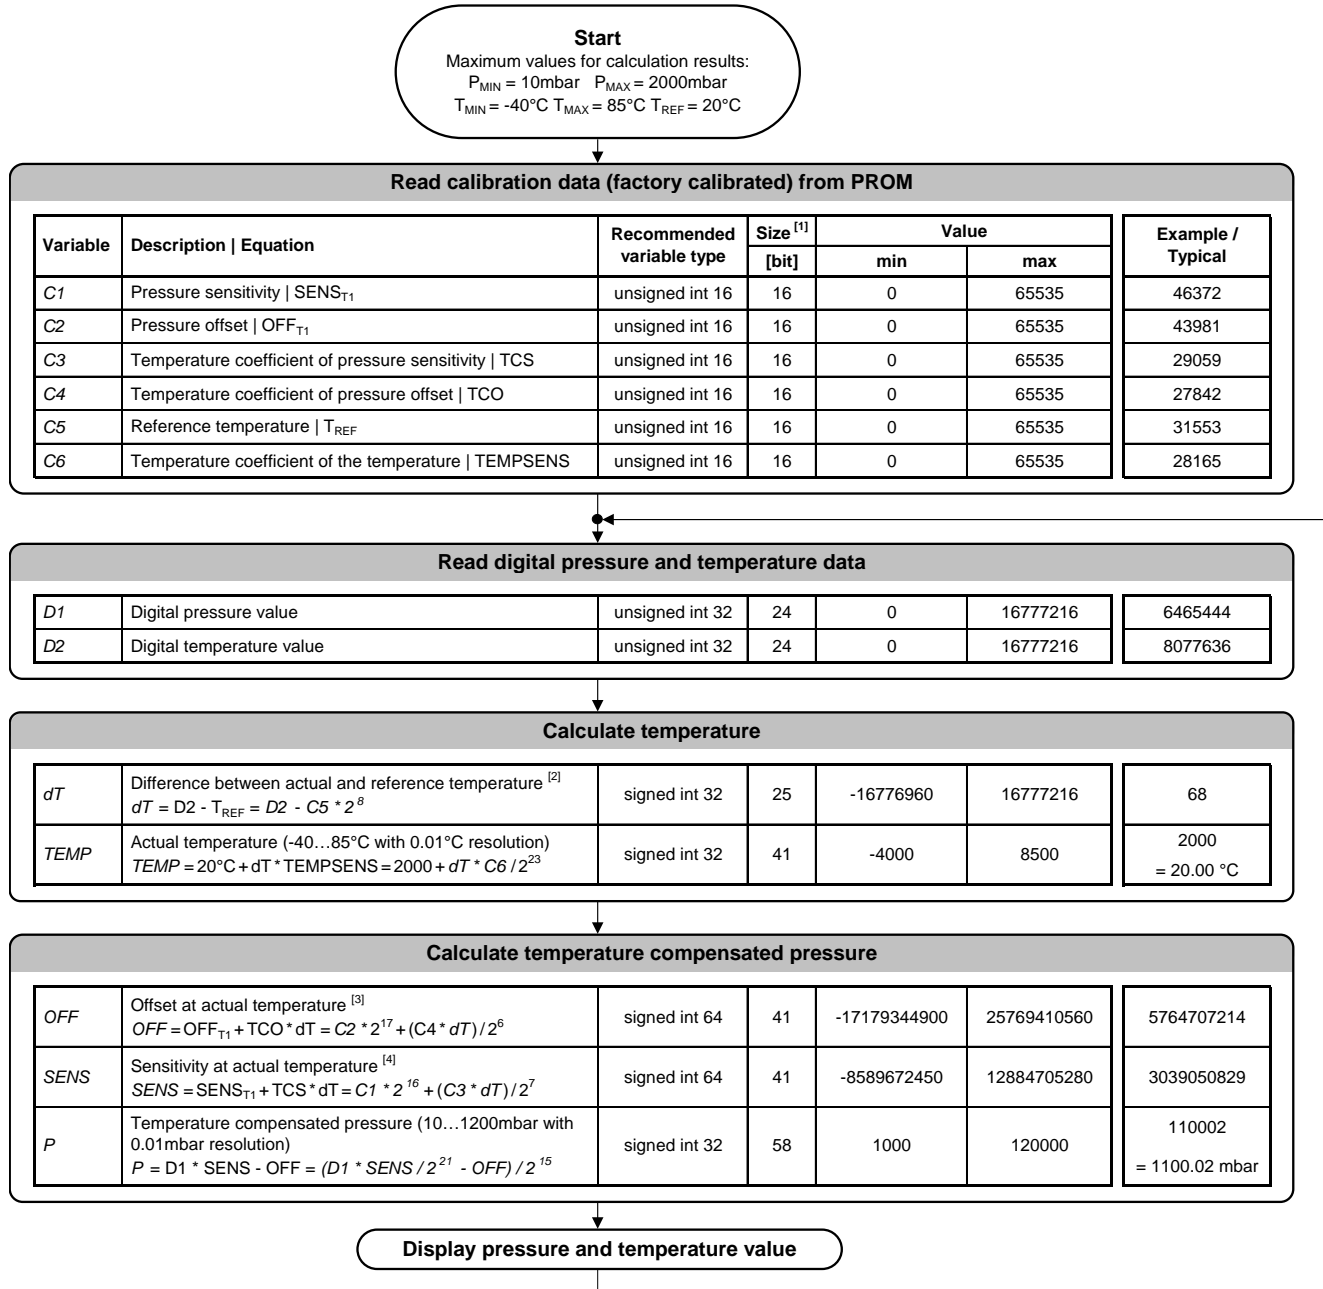 Start
Maximum values for calculation results:
PMIN = 10mbar PMAX = 2000mbar
TMIN = -40°C TMAX = 85°C TREF = 20°C
Read calibration data (factory calibrated) from PROM
Variable Description | Equation Recommended variable type Size [1] [bit] Value min max Example / Typical
C1 Pressure sensitivity | SENST1 unsigned int 16 16 0 65535 46372
C2 Pressure offset | OFFT1 unsigned int 16 16 0 65535 43981
C3 Temperature coefficient of pressure sensitivity | TCS unsigned int 16 16 0 65535 29059
C4 Temperature coefficient of pressure offset | TCO unsigned int 16 16 0 65535 27842
C5 Reference temperature | TREF unsigned int 16 16 0 65535 31553
C6 Temperature coefficient of the temperature | TEMPSENS unsigned int 16 16 0 65535 28165
Read digital pressure and temperature data
D1 Digital pressure value unsigned int 32 24 0 16777216 6465444
D2 Digital temperature value unsigned int 32 24 0 16777216 8077636
Calculate temperature
dT Difference between actual and reference temperature [2]
dT = D2 - TREF = D2 - C5 * 2^8 signed int 32 25 -16776960 16777216 68
TEMP Actual temperature (-40…85°C with 0.01°C resolution)
TEMP = 20°C + dT * TEMPSENS = 2000 + dT * C6 / 2^23 signed int 32 41 -4000 8500 2000
= 20.00 °C
Calculate temperature compensated pressure
OFF Offset at actual temperature [3]
OFF = OFFT1 + TCO * dT = C2 * 2^17 + (C4 * dT) / 2^6 signed int 64 41 -17179344900 25769410560 5764707214
SENS Sensitivity at actual temperature [4]
SENS = SENST1 + TCS * dT = C1 * 2^16 + (C3 * dT) / 2^7 signed int 64 41 -8589672450 12884705280 3039050829
P Temperature compensated pressure (10…1200mbar with
0.01mbar resolution)
P = D1 * SENS - OFF = (D1 * SENS / 2^21 - OFF) / 2^15 signed int 32 58 1000 120000 110002
= 1100.02 mbar
Display pressure and temperature value